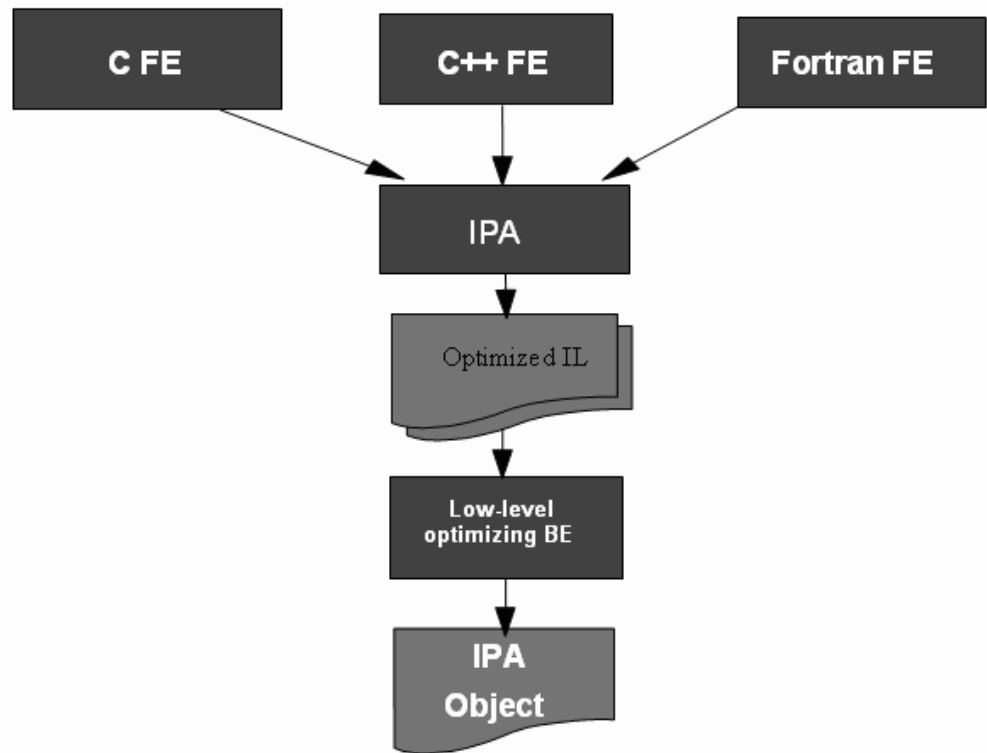 C FE
C++ FE
Fortran FE
IPA
Optimized IL
Low-level
optimizing BE
IPA
Object